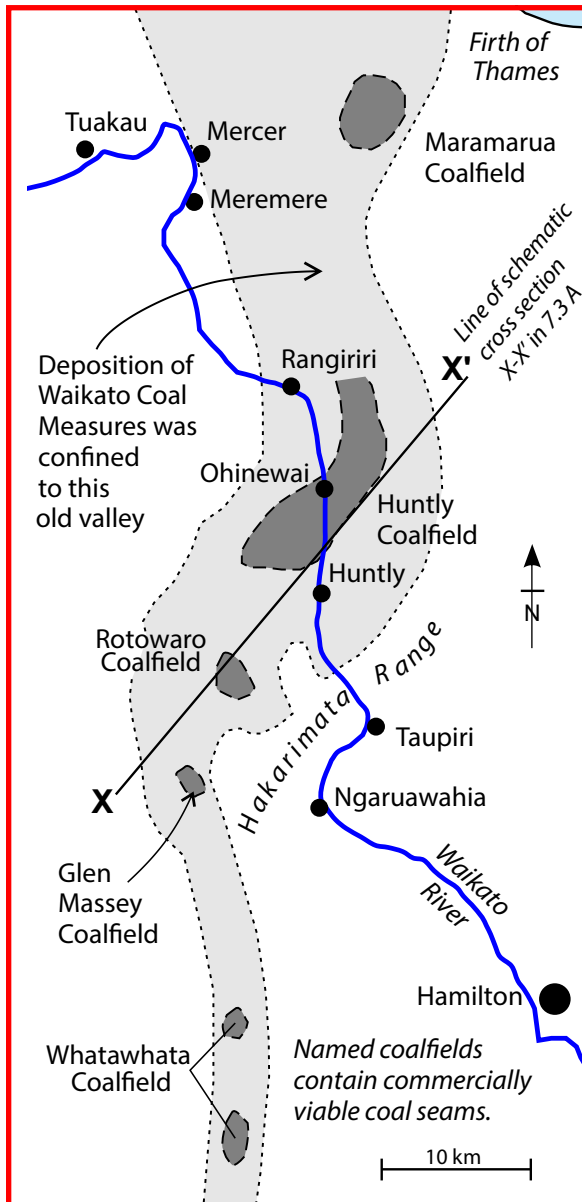 Firth of
Thames
Tuakau
Mercer
Maramarua
Coalfield
Meremere
Line of schematic
cross section
X-X' in 7.3 A
X'
Deposition of
Waikato Coal
Measures was
confined
to this
old valley
Rangiriri
Ohinewai
Huntly
Coalfield
Huntly
N
Rotowaro
Coalfield
Hakarimata Range
Taupiri
X
Ngaruawahia
Glen
Massey
Coalfield
Waikato
River
Hamilton
Whatawhata
Coalfield
Named coalfields
contain commercially
viable coal seams.
10 km